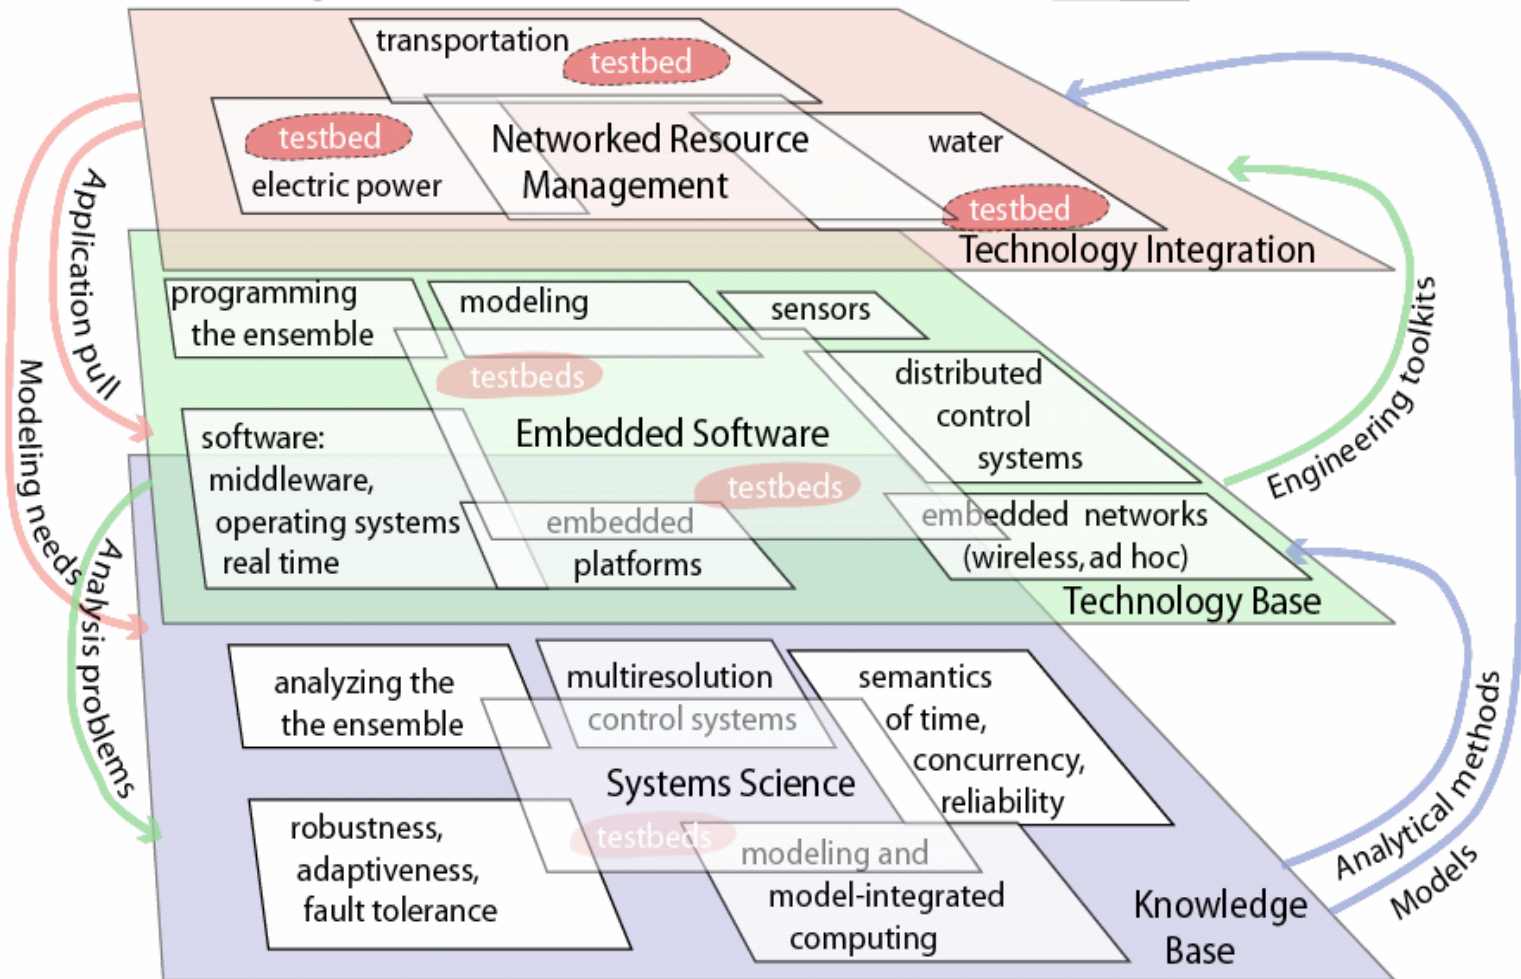 transportation
testbed
testbed
electric power
Networked Resource
Management
water
testbed
Technology Integration
programming
the ensemble
modeling
sensors
testbeds
distributed
control
systems
Embedded Software
software:
middleware,
operating systems
real time
testbeds
embedded
platforms
embedded networks
(wireless, ad hoc)
Technology Base
analyzing the
the ensemble
multiresolution
control systems
semantics
of time,
concurrency,
reliability
Systems Science
testbeds
robustness,
adaptiveness,
fault tolerance
modeling and
model-integrated
computing
Knowledge
Base
Application pull
Modeling needs
Analysis problems
Engineering toolkits
Analytical methods
Models